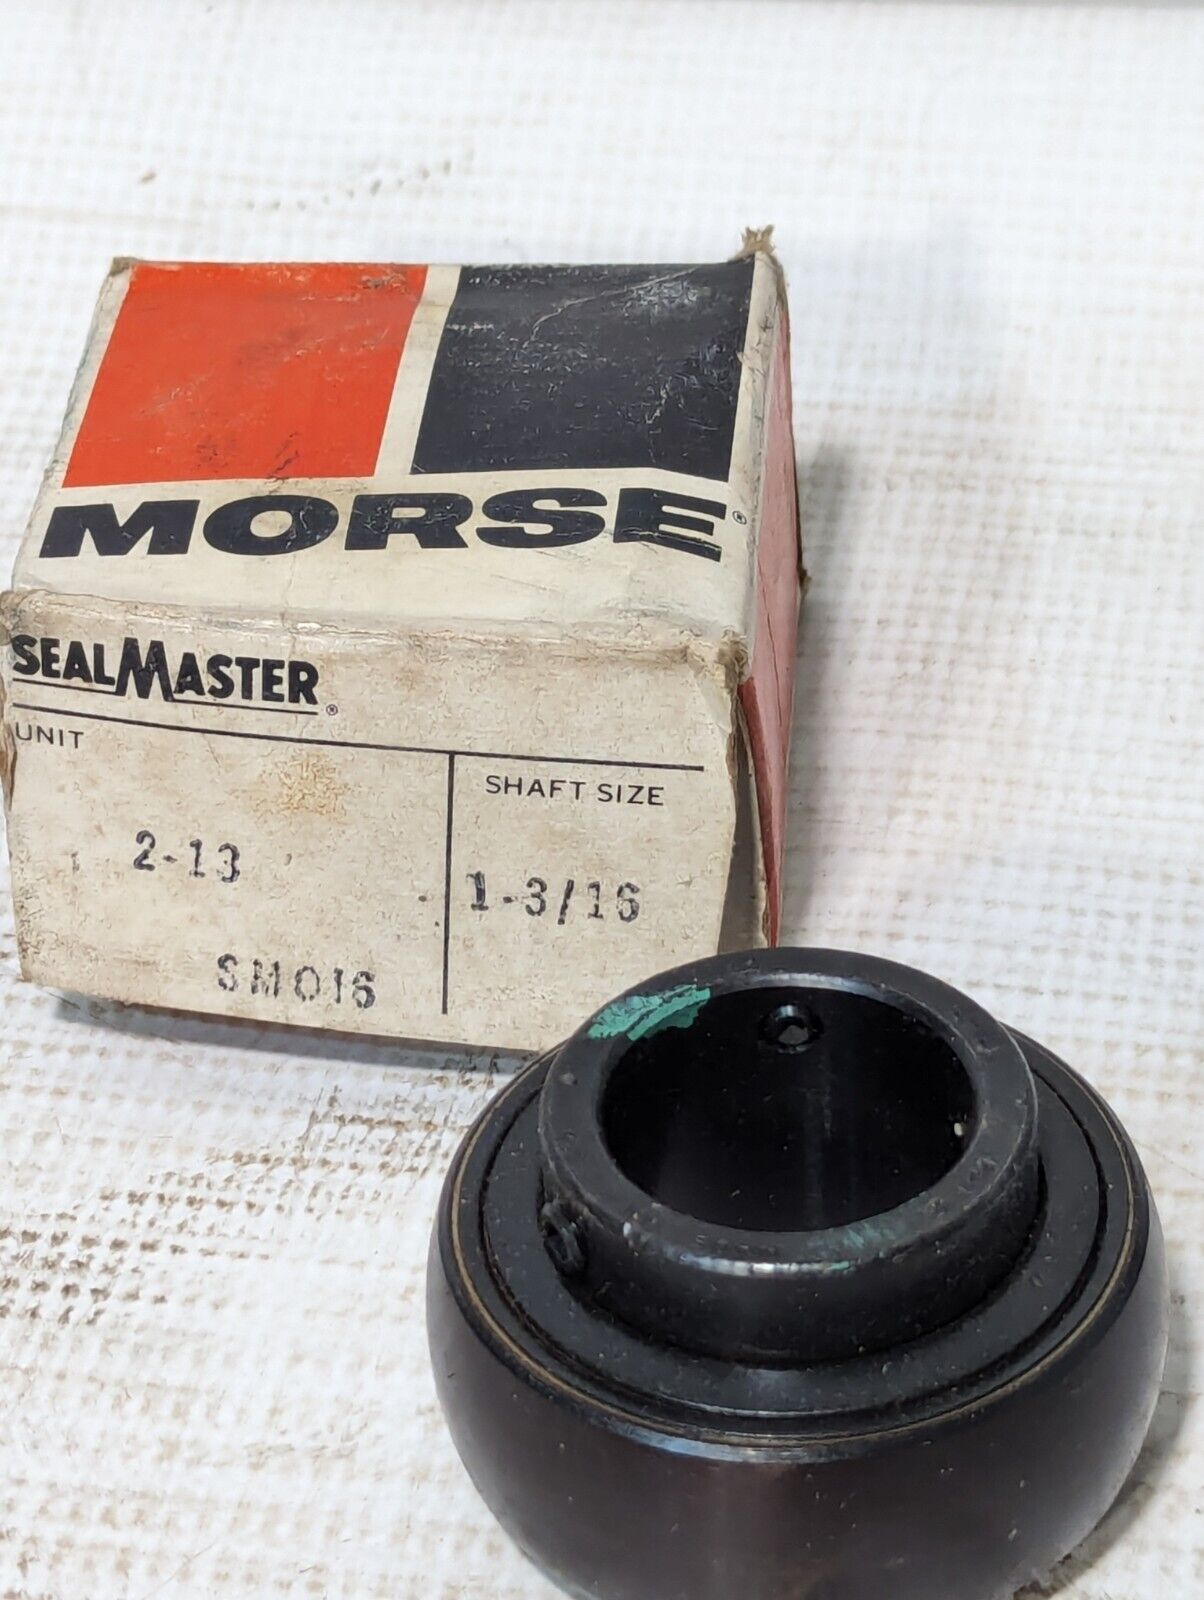 MORSE®
SEALMASTER®
UNIT
SHAFT SIZE
2-13
1-3/16
SM016